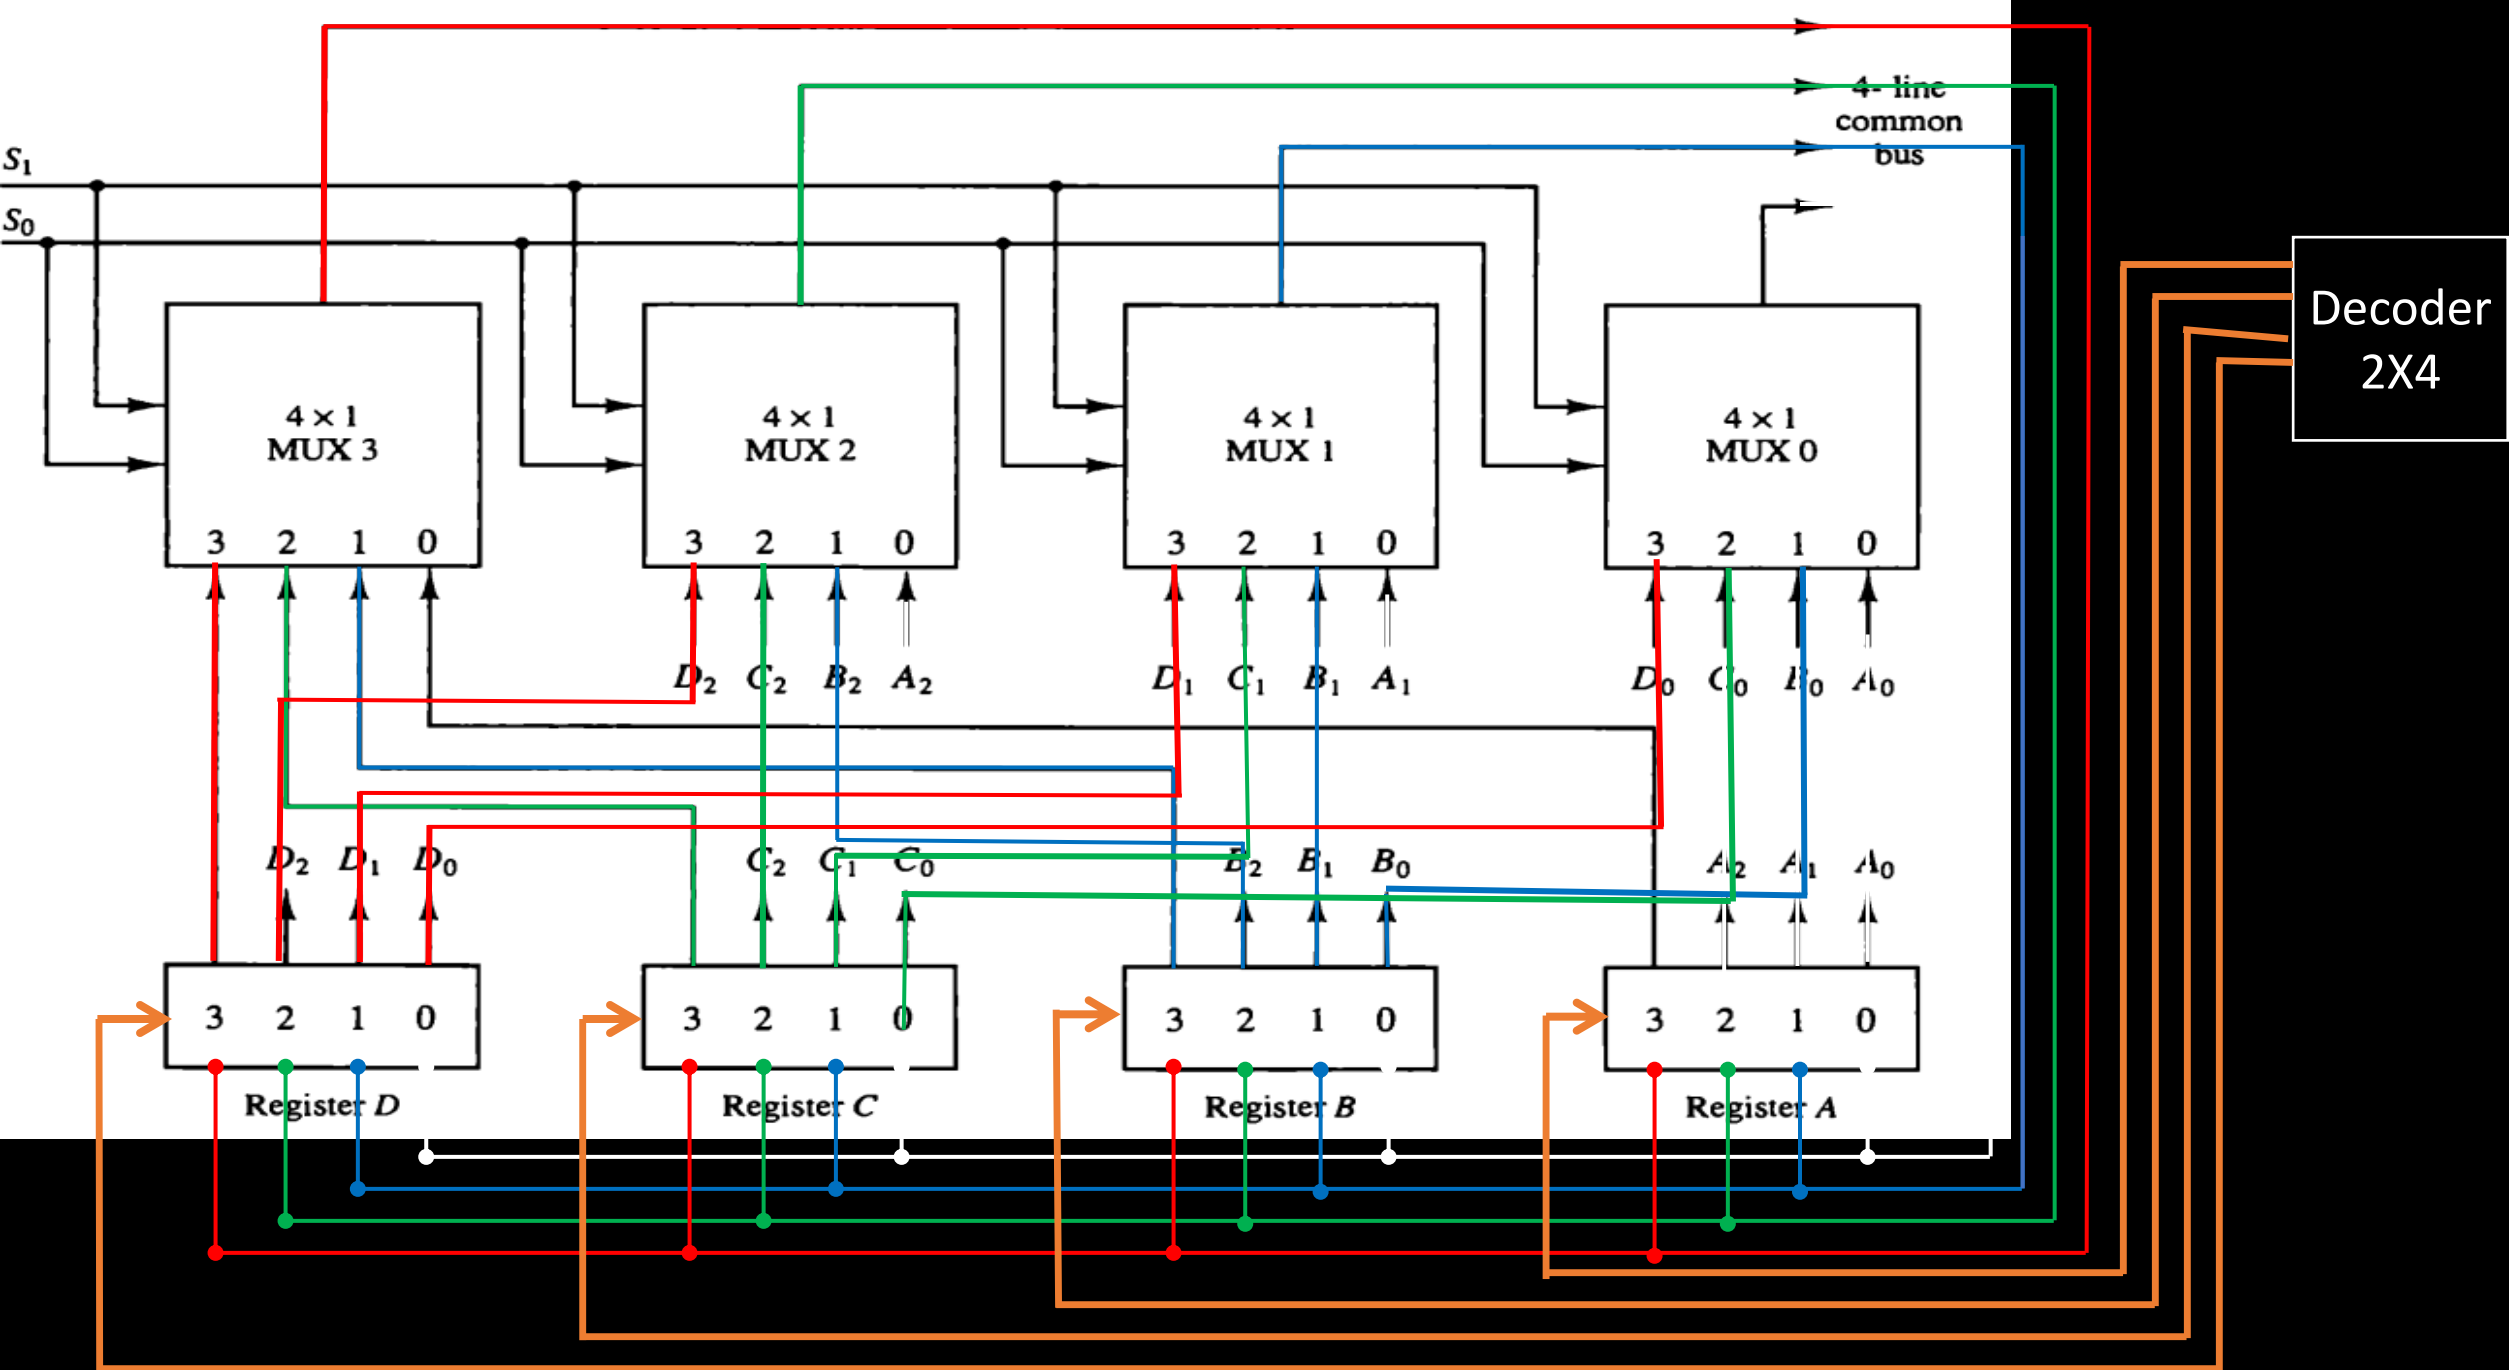 4- line
common
bus
S1
S0
Decoder
2X4
4 × 1
MUX 3
4 × 1
MUX 2
4 × 1
MUX 1
4 × 1
MUX 0
3 2 1 0
3 2 1 0
3 2 1 0
3 2 1 0
D2 C2 B2 A2
D1 C1 B1 A1
D0 C0 B0 A0
D2 D1 D0
C2 C1 C0
B2 B1 B0
A2 A1 A0
3 2 1 0
3 2 1 0
3 2 1 0
3 2 1 0
Register D
Register C
Register B
Register A